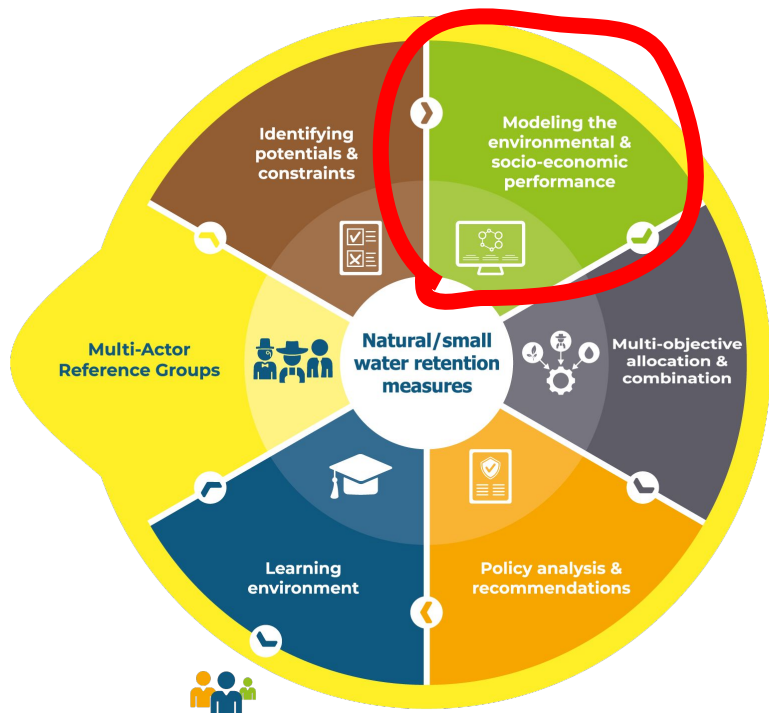 Identifying
potentials &
constraints
Modeling the
environmental &
socio-economic
performance
Multi-Actor
Reference Groups
Natural/small
water retention
measures
Multi-objective
allocation &
combination
Learning
environment
Policy analysis &
recommendations